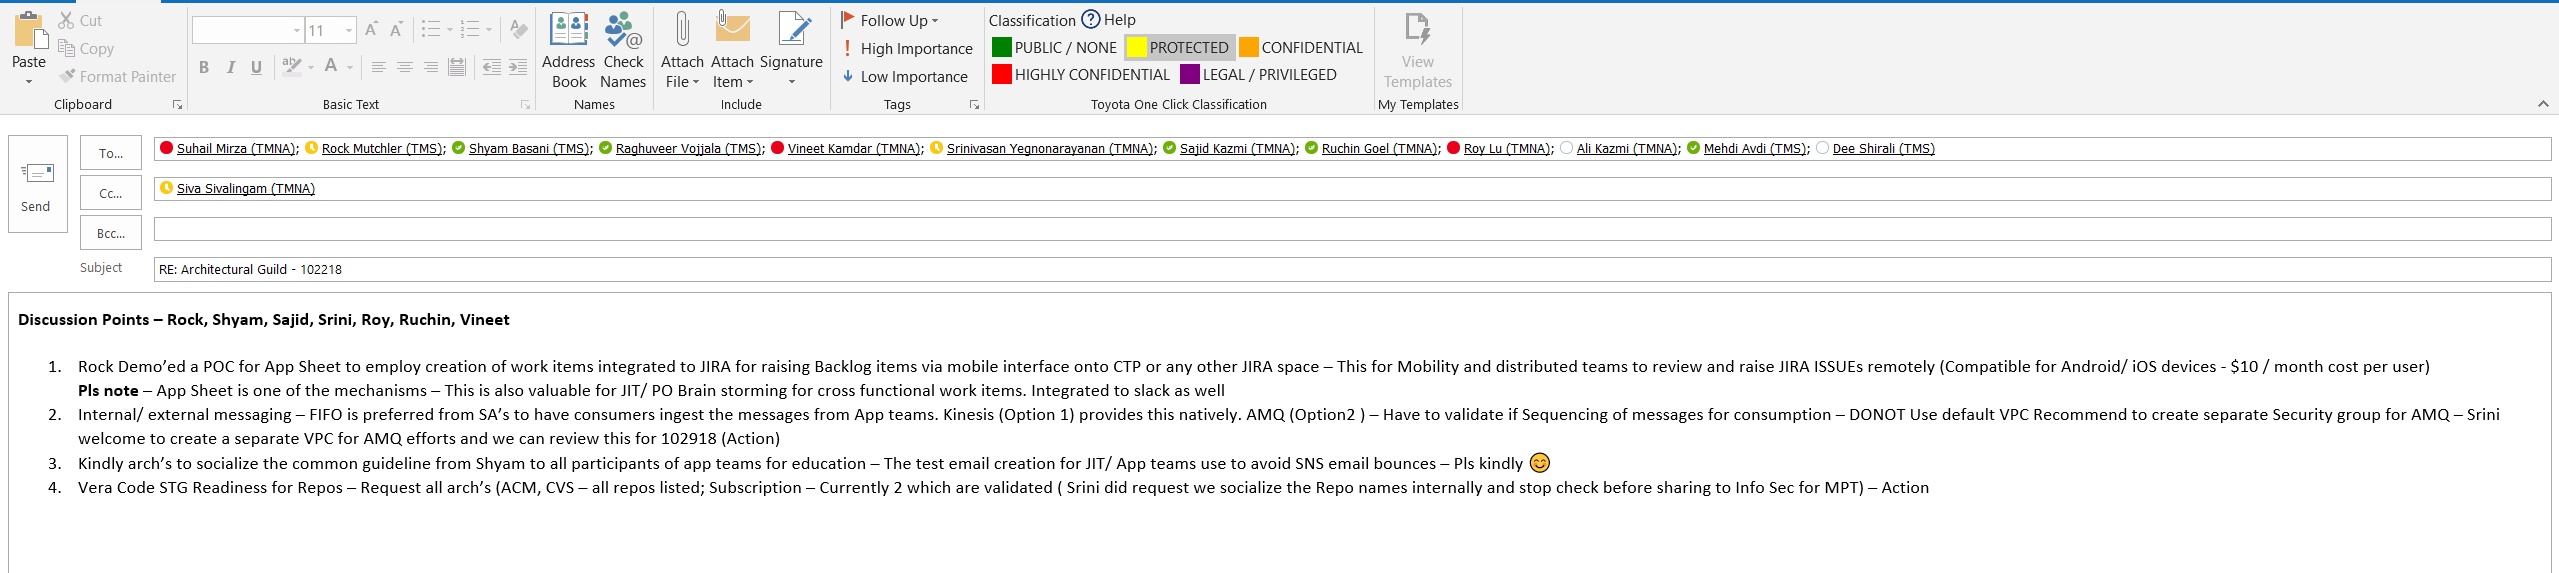 Paste
Cut
Copy
Format Painter
Clipboard
11
B I U
Basic Text
Address Book
Check Names
Names
Attach File
Attach Item
Signature
Include
Follow Up
High Importance
Low Importance
Tags
Classification ? Help
PUBLIC / NONE PROTECTED CONFIDENTIAL
HIGHLY CONFIDENTIAL LEGAL / PRIVILEGED
Toyota One Click Classification
View
Templates
My Templates
Send
To... Suhail Mirza (TMNA); Rock Mutchler (TMS); Shyam Basani (TMS); Raghuveer Vojjala (TMS); Vineet Kamdar (TMNA); Srinivasan Yegnonarayanan (TMNA); Sajid Kazmi (TMNA); Ruchin Goel (TMNA); Roy Lu (TMNA); Ali Kazmi (TMNA); Mehdi Avdi (TMS); Dee Shirali (TMS)
Cc... Siva Sivalingam (TMNA)
Bcc...
Subject RE: Architectural Guild - 102218
Discussion Points – Rock, Shyam, Sajid, Srini, Roy, Ruchin, Vineet
1. Rock Demo’ed a POC for App Sheet to employ creation of work items integrated to JIRA for raising Backlog items via mobile interface onto CTP or any other JIRA space – This for Mobility and distributed teams to review and raise JIRA ISSUEs remotely (Compatible for Android/ iOS devices - $10 / month cost per user)
Pls note – App Sheet is one of the mechanisms – This is also valuable for JIT/ PO Brain storming for cross functional work items. Integrated to slack as well
2. Internal/ external messaging – FIFO is preferred from SA’s to have consumers ingest the messages from App teams. Kinesis (Option 1) provides this natively. AMQ (Option2 ) – Have to validate if Sequencing of messages for consumption – DONOT Use default VPC Recommend to create separate Security group for AMQ – Srini
welcome to create a separate VPC for AMQ efforts and we can review this for 102918 (Action)
3. Kindly arch’s to socialize the common guideline from Shyam to all participants of app teams for education – The test email creation for JIT/ App teams use to avoid SNS email bounces – Pls kindly 😊
4. Vera Code STG Readiness for Repos – Request all arch’s (ACM, CVS – all repos listed; Subscription – Currently 2 which are validated ( Srini did request we socialize the Repo names internally and stop check before sharing to Info Sec for MPT) – Action